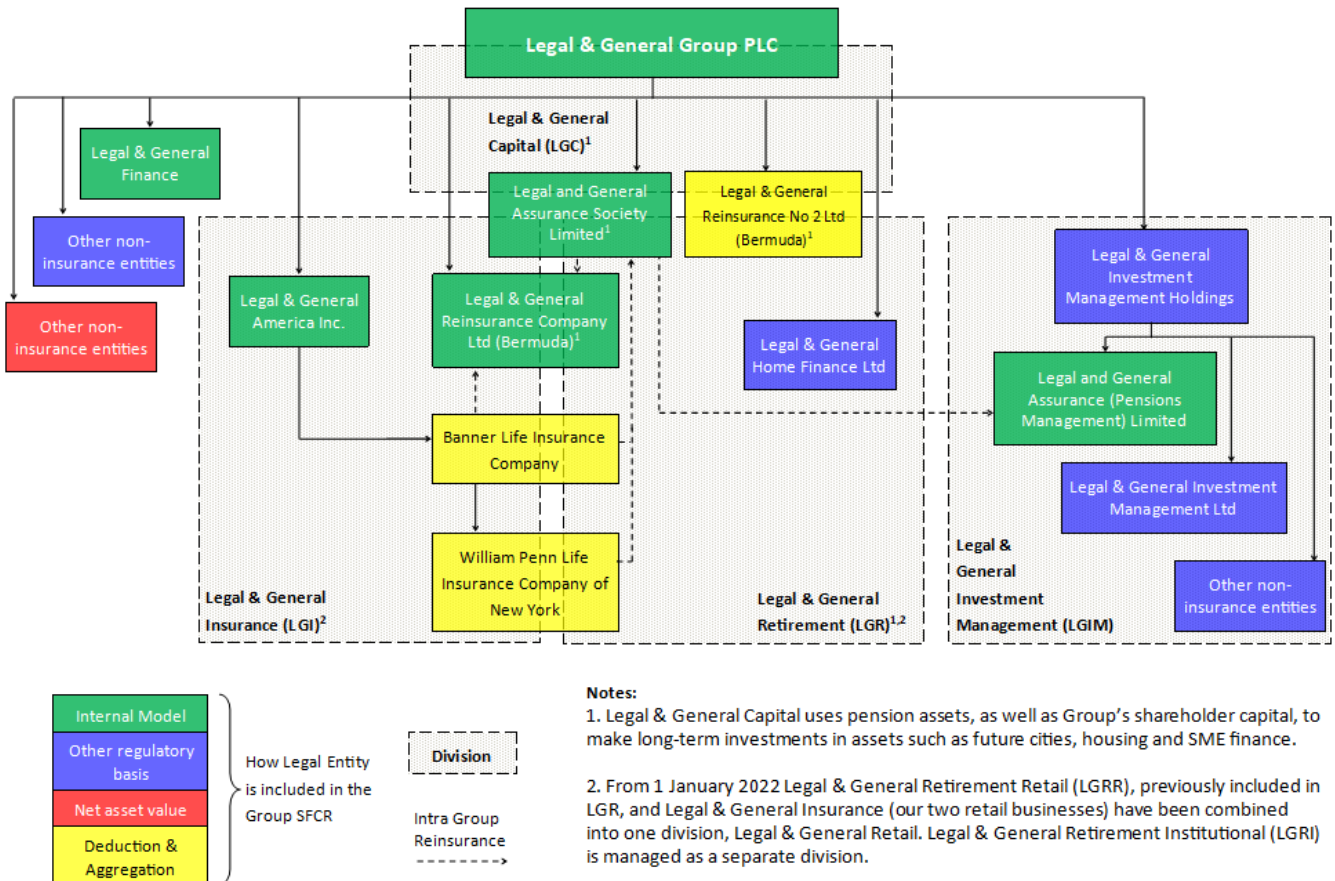 Legal & General Group PLC
Legal & General
Capital (LGC)¹
Legal & General
Finance
Legal and General
Assurance Society
Limited¹
Legal & General
Reinsurance No 2 Ltd
(Bermuda)¹
Other non-
insurance entities
Legal & General
Investment
Management Holdings
Other non-
insurance entities
Legal & General
America Inc.
Legal & General
Reinsurance Company
Ltd (Bermuda)¹
Legal & General
Home Finance Ltd
Legal and General
Assurance (Pensions
Management) Limited
Banner Life Insurance
Company
Legal & General Investment
Management Ltd
William Penn Life
Insurance Company of
New York
Legal & General
Insurance (LGI)²
Legal & General
Retirement (LGR)¹,²
Legal &
General
Investment
Management (LGIM)
Other non-
insurance entities
Internal Model
Other regulatory
basis
Net asset value
Deduction &
Aggregation
How Legal Entity
is included in the
Group SFCR
Division
Intra Group
Reinsurance
Notes:
1. Legal & General Capital uses pension assets, as well as Group’s shareholder capital, to
make long-term investments in assets such as future cities, housing and SME finance.
2. From 1 January 2022 Legal & General Retirement Retail (LGRR), previously included in
LGR, and Legal & General Insurance (our two retail businesses) have been combined
into one division, Legal & General Retail. Legal & General Retirement Institutional (LGRI)
is managed as a separate division.